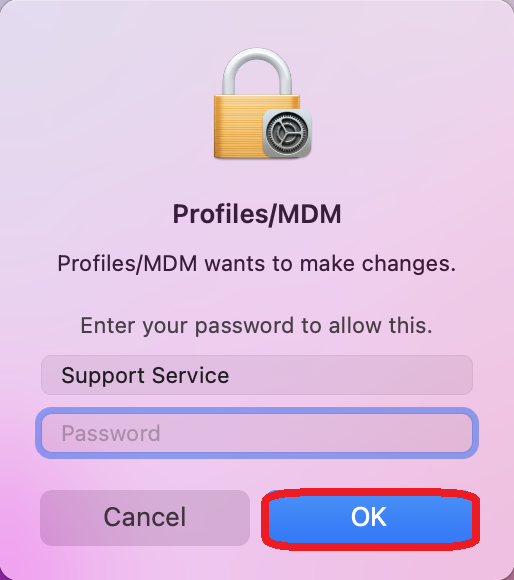 Profiles/MDM
Profiles/MDM wants to make changes.
Enter your password to allow this.
Support Service
Password
Cancel
OK